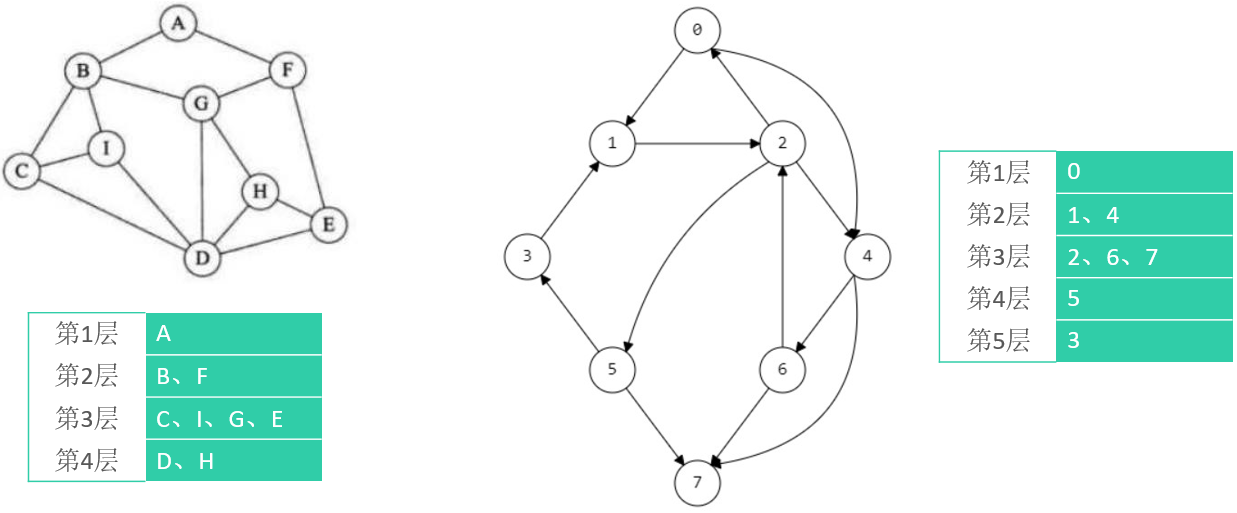 A
B
F
G
I
C
H
E
D
第1层 A
第2层 B、F
第3层 C、I、G、E
第4层 D、H
0
1
2
3
4
5
6
7
第1层 0
第2层 1、4
第3层 2、6、7
第4层 5
第5层 3